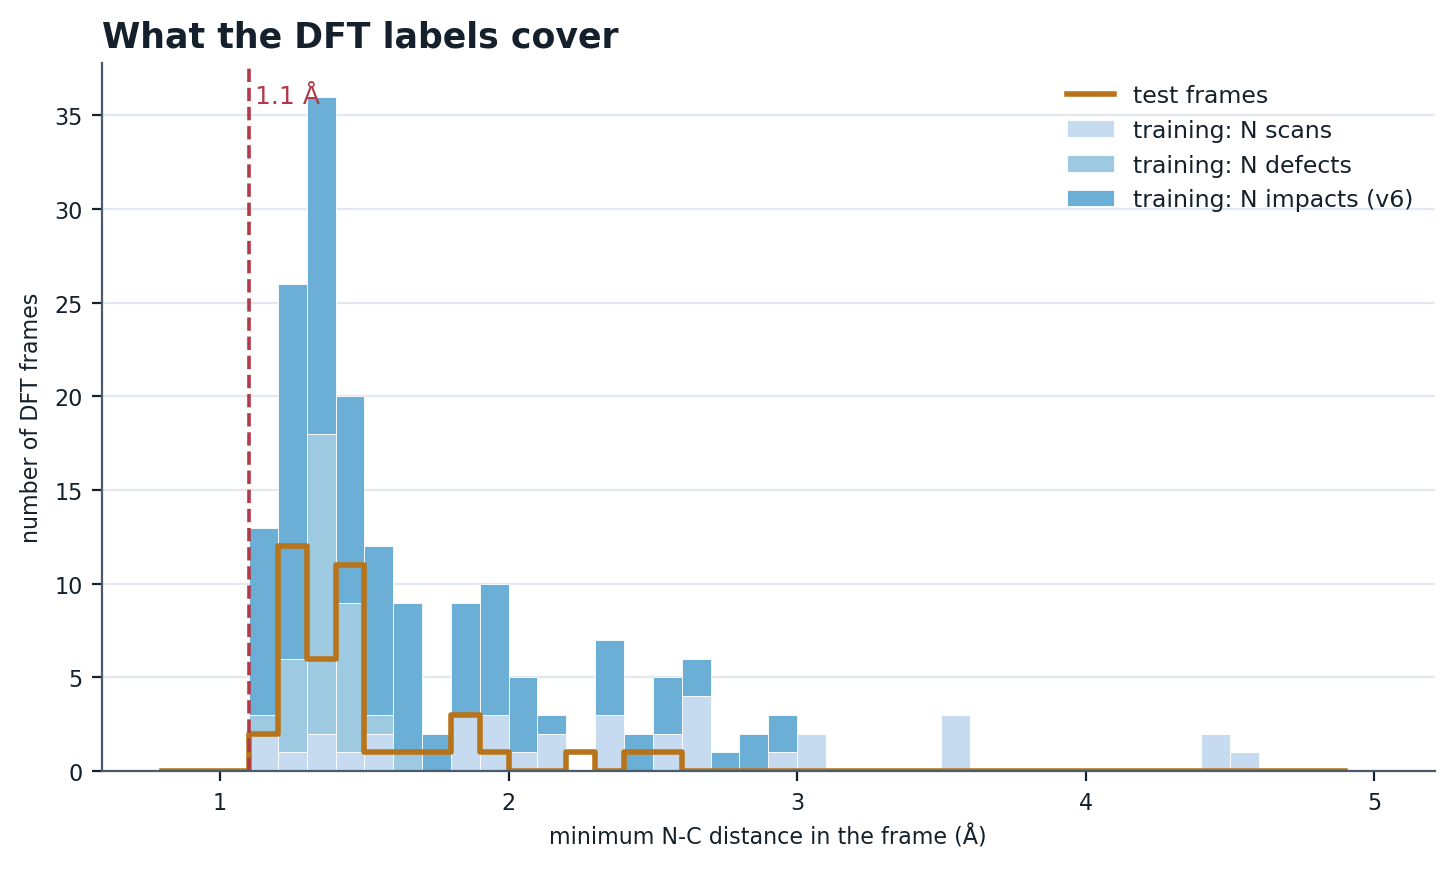 What the DFT labels cover
1.1 Å
test frames
training: N scans
training: N defects
training: N impacts (v6)
number of DFT frames
35
30
25
20
15
10
5
0
1 2 3 4 5
minimum N-C distance in the frame (Å)